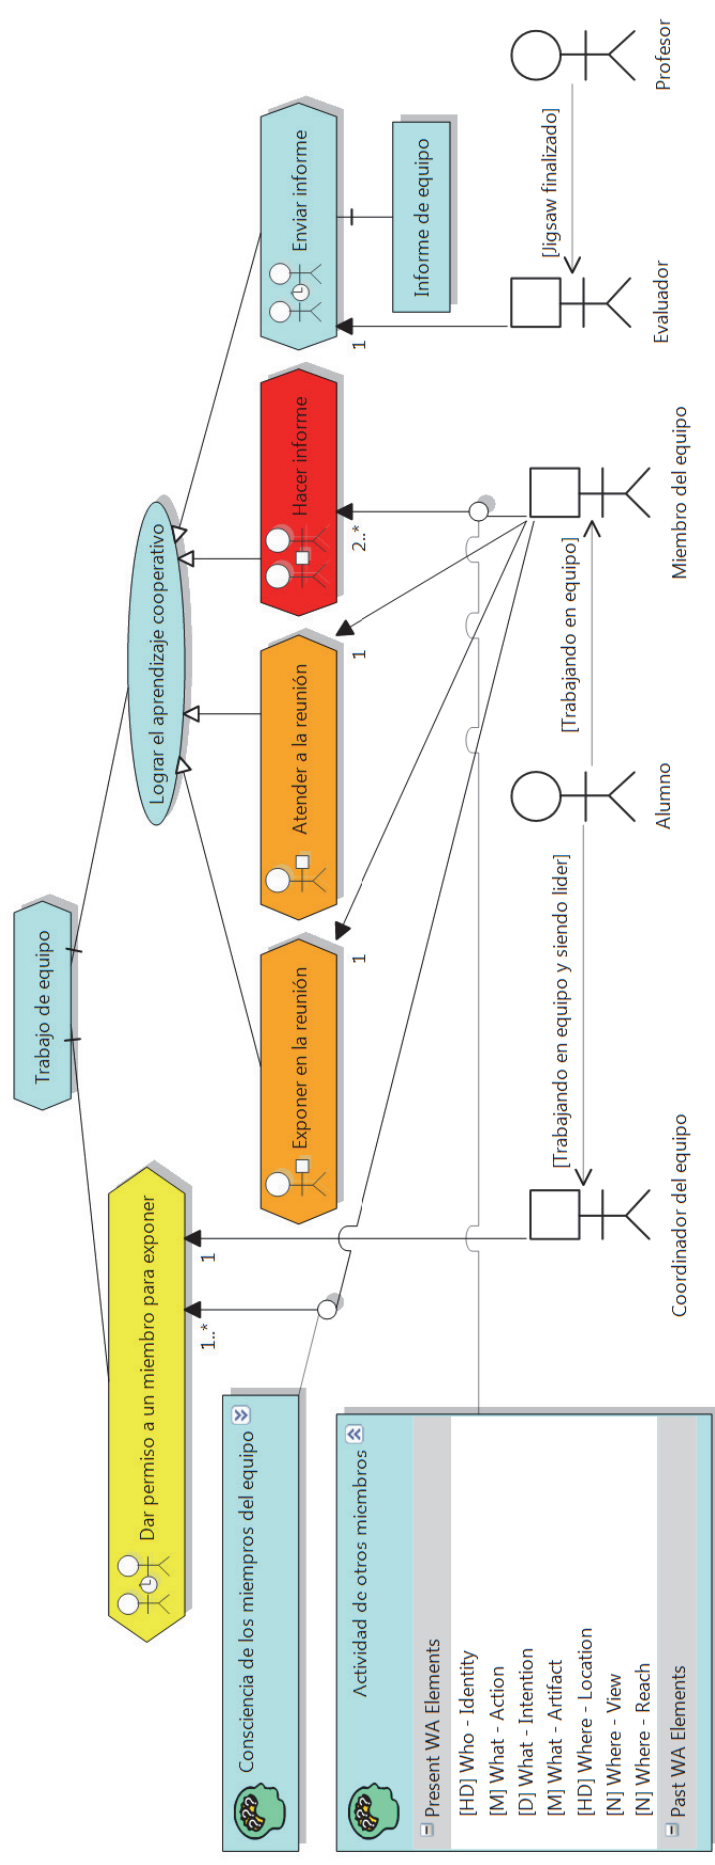 Trabajo de equipo
Dar permiso a un miembro para exponer
Lograr el aprendizaje cooperativo
Exponer en la reunión
Atender a la reunión
Hacer informe
Enviar informe
Informe de equipo
1..*
1
1
1
2..*
1
Consciencia de los miempros del equipo
Actividad de otros miembros
Present WA Elements
[HD] Who - Identity
[M] What - Action
[D] What - Intention
[M] What - Artifact
[HD] Where - Location
[N] Where - View
[N] Where - Reach
Past WA Elements
[Trabajando en equipo y siendo lider]
[Trabajando en equipo]
[Jigsaw finalizado]
Coordinador del equipo
Alumno
Miembro del equipo
Evaluador
Profesor